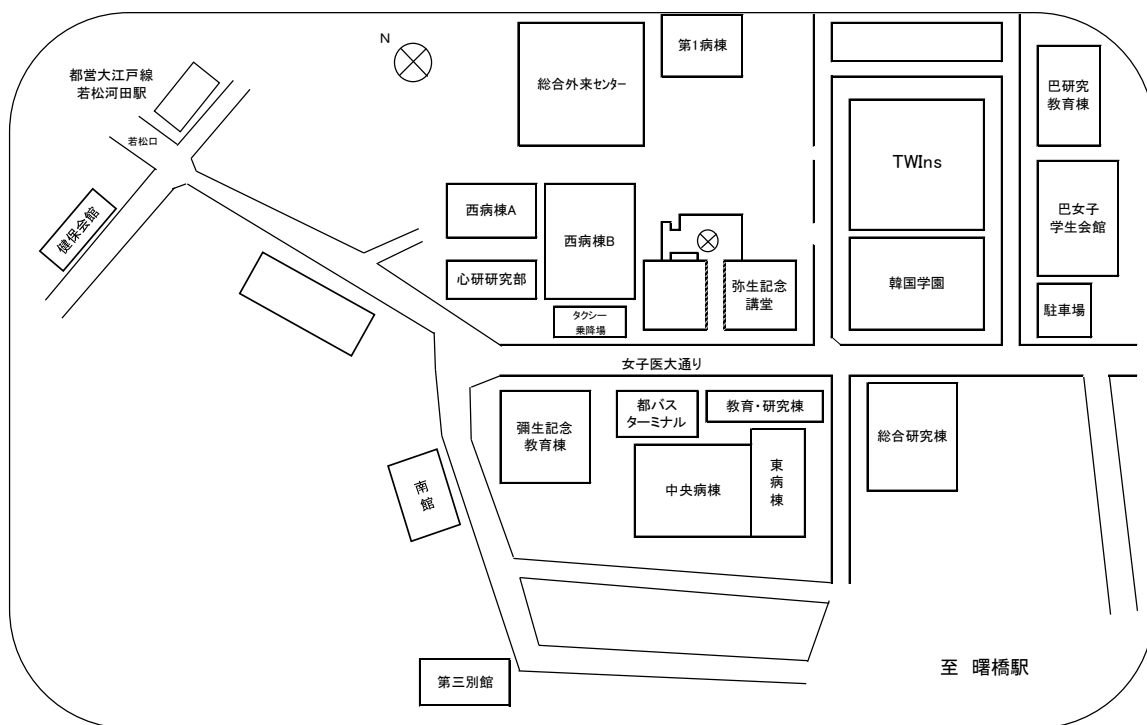 N
第1病棟
都営大江戸線
若松河田駅
総合外来センター
巴研究
教育棟
若松口
TWIns
健保会館
西病棟A
西病棟B
巴女子
学生会館
心研研究部
弥生記念
講堂
韓国学園
タクシー
乗降場
駐車場
女子医大通り
彌生記念
教育棟
都バス
ターミナル
教育・研究棟
総合研究棟
南
館
中央病棟
東
病
棟
第三別館
至 曙橋駅